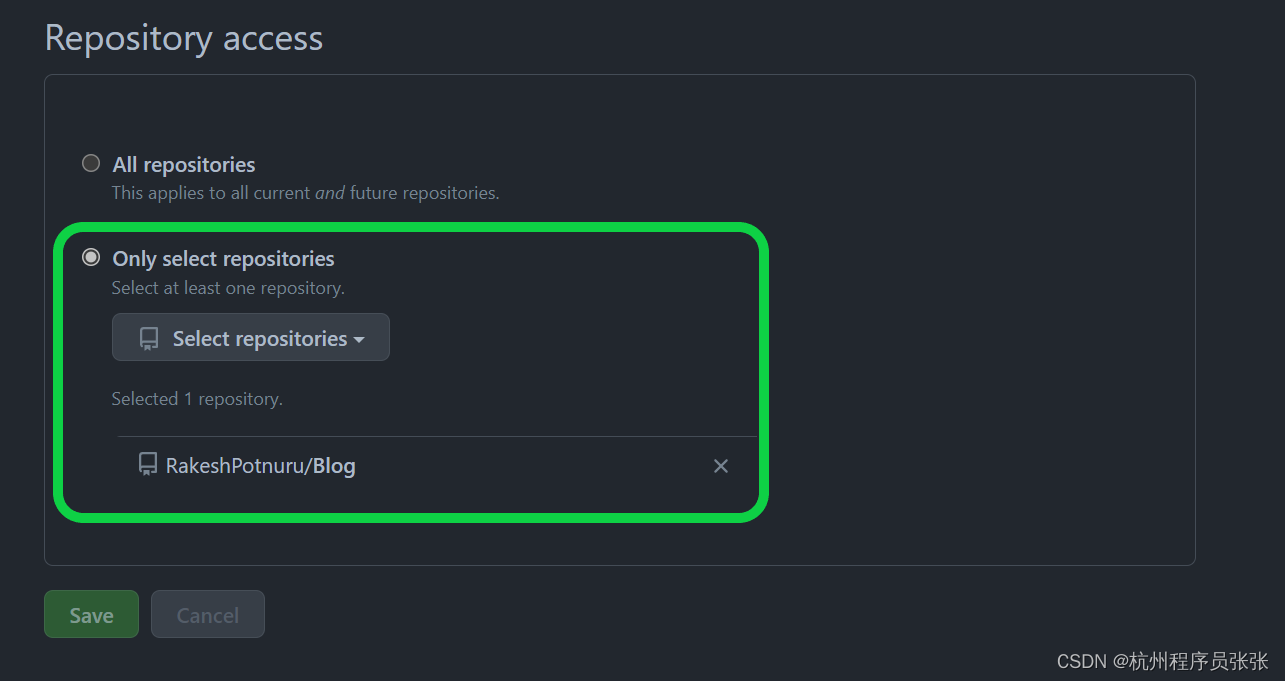 Repository access
All repositories
This applies to all current and future repositories.
Only select repositories
Select at least one repository.
Select repositories
Selected 1 repository.
RakeshPotnuru/Blog
Save
Cancel
CSDN @杭州程序员张张